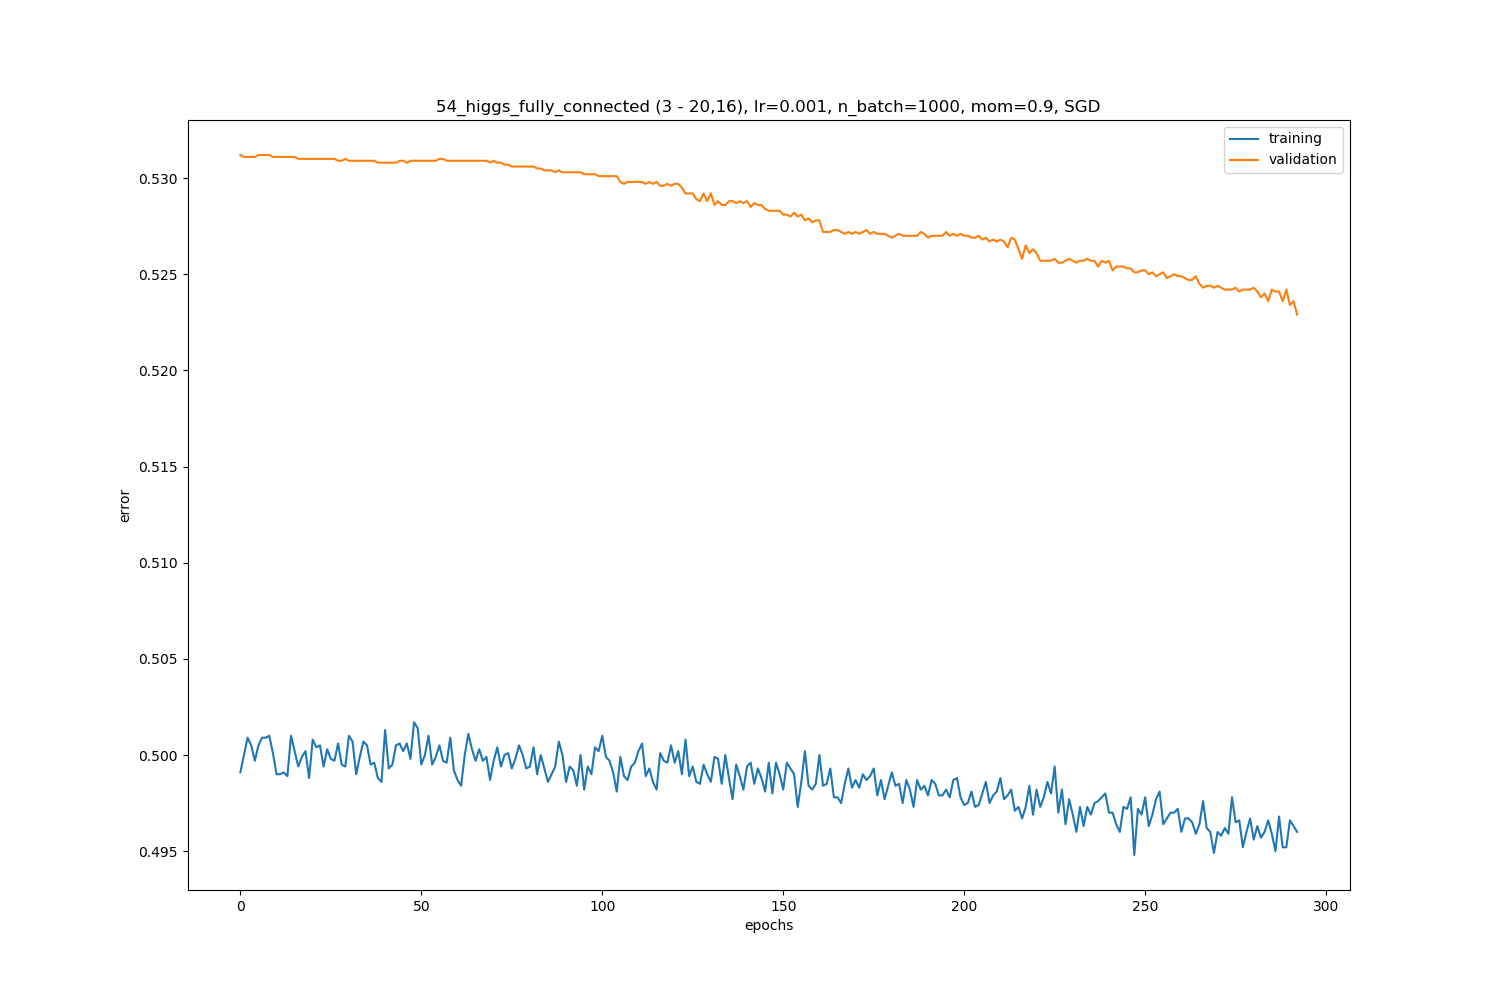 54_higgs_fully_connected (3 - 20,16), lr=0.001, n_batch=1000, mom=0.9, SGD
training
validation
0.530
0.525
0.520
0.515
0.510
0.505
0.500
0.495
error
0 50 100 150 200 250 300
epochs